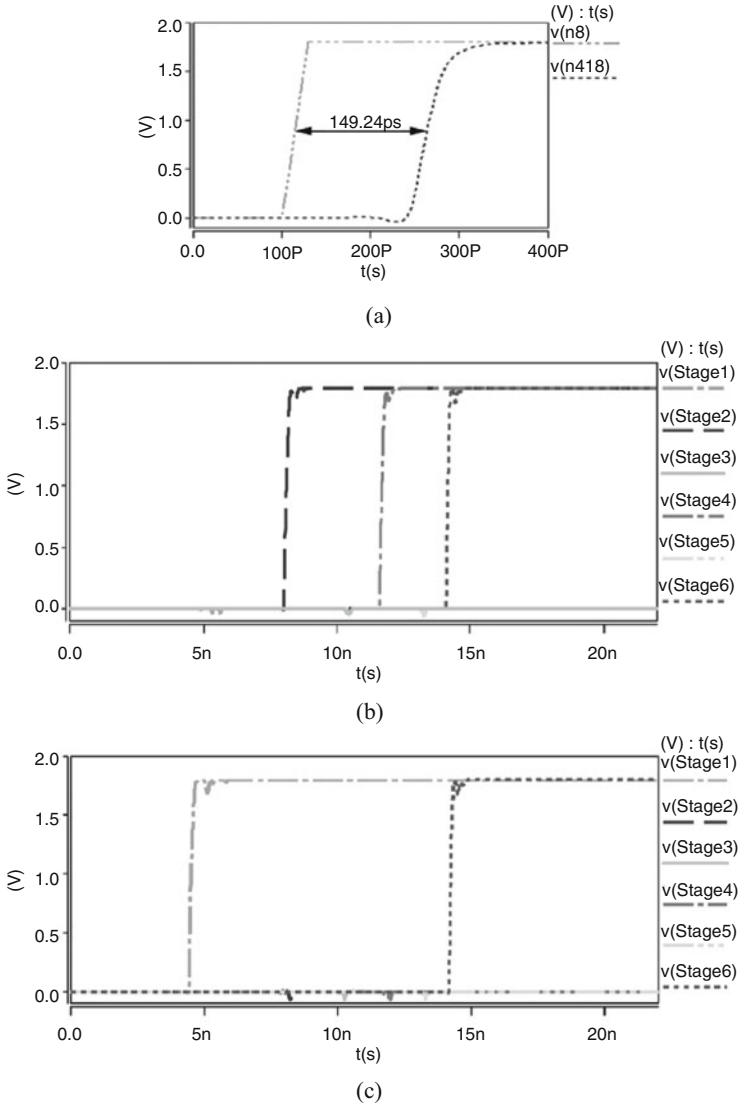 (V) : t(s)
v(n8)
v(n418)
2.0
1.5
1.0
0.5
0.0
(V)
149.24ps
0.0 100P 200P 300P 400P
t(s)
(a)
(V) : t(s)
v(Stage1)
v(Stage2)
v(Stage3)
v(Stage4)
v(Stage5)
v(Stage6)
2.0
1.5
1.0
0.5
0.0
(V)
0.0 5n 10n 15n 20n
t(s)
(b)
(V) : t(s)
v(Stage1)
v(Stage2)
v(Stage3)
v(Stage4)
v(Stage5)
v(Stage6)
2.0
1.5
1.0
0.5
0.0
(V)
0.0 5n 10n 15n 20n
t(s)
(c)